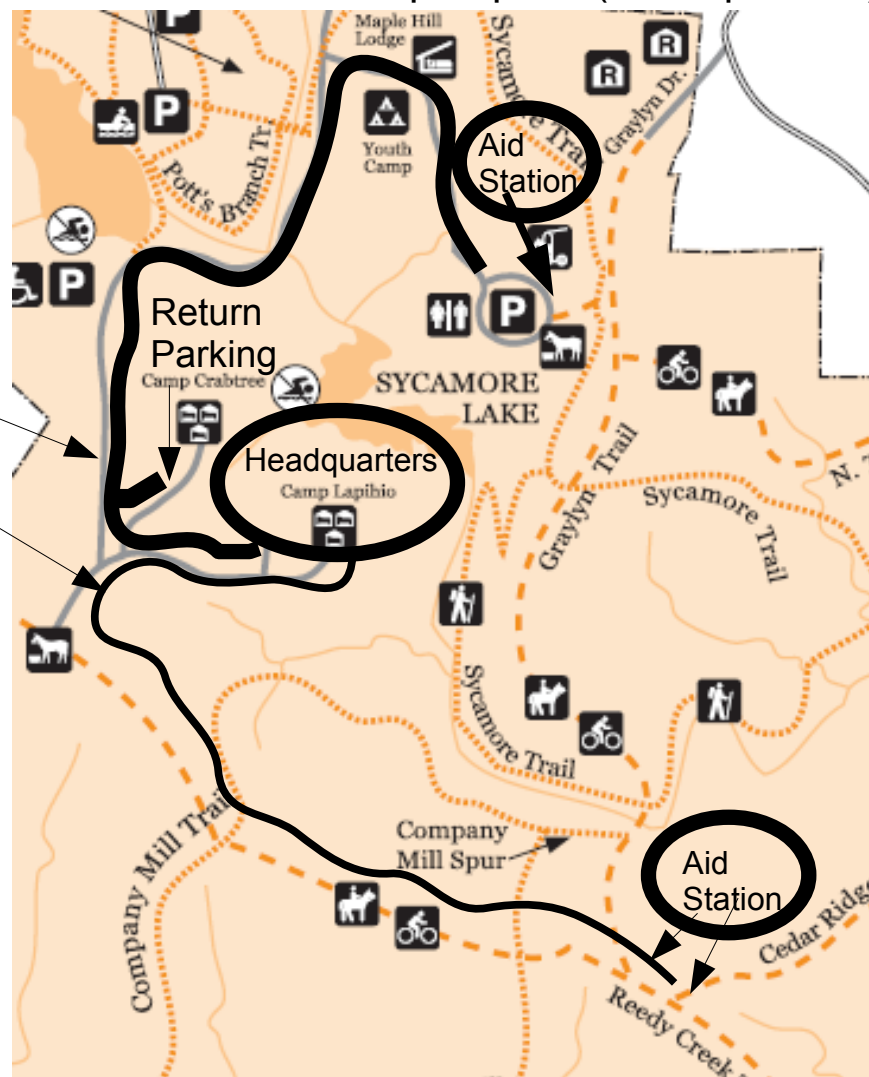 Maple Hill
Lodge
P
P
P
Sycamore Trail
R
R
Graylyn Dr.
Youth
Camp
Aid
Station
Pott's Branch Tr.
Return
Parking
Camp Crabtree
P
SYCAMORE
LAKE
Headquarters
Camp Lapihio
Graylyn Trail
Sycamore
Trail
N.
Sycamore Trail
Company
Mill Spur
Company Mill Trail
Aid
Station
Cedar Ridge
Reedy Creek